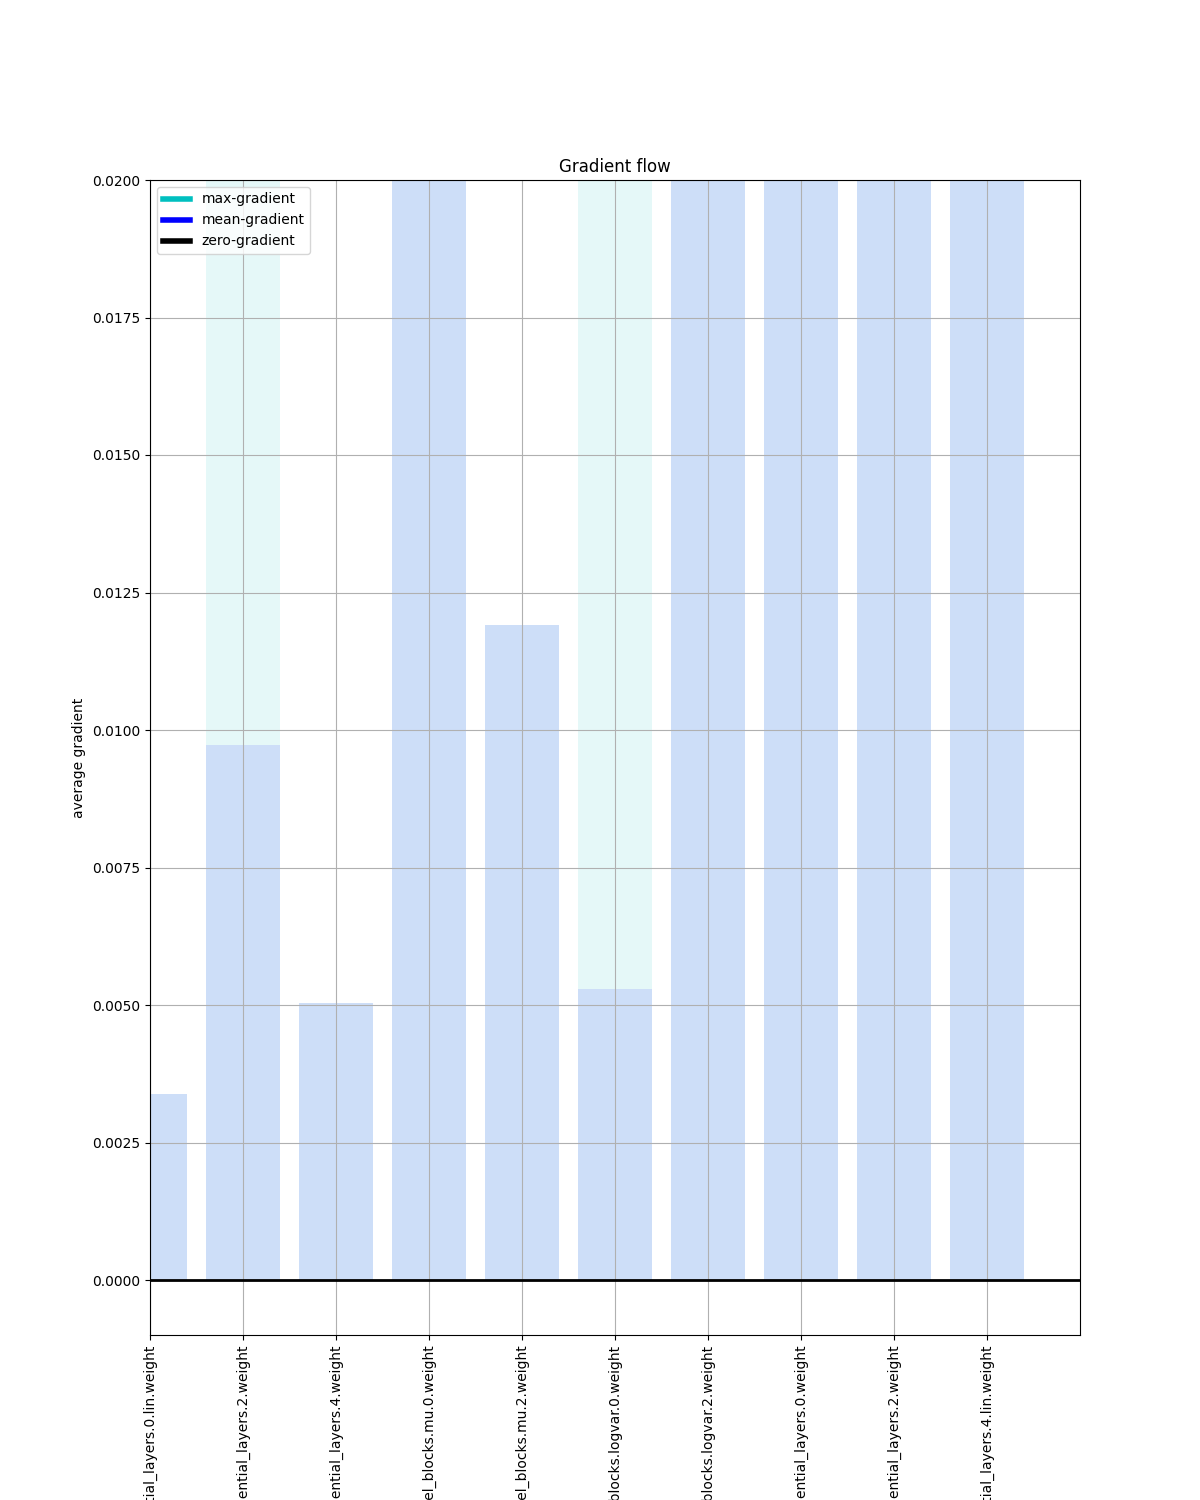 Gradient flow
max-gradient
mean-gradient
zero-gradient
0.0200
0.0175
0.0150
0.0125
0.0100
0.0075
0.0050
0.0025
0.0000
average gradient
tial_layers.0.lin.weight
ential_layers.2.weight
ential_layers.4.weight
el_blocks.mu.0.weight
el_blocks.mu.2.weight
blocks.logvar.0.weight
blocks.logvar.2.weight
ential_layers.0.weight
ential_layers.2.weight
tial_layers.4.lin.weight